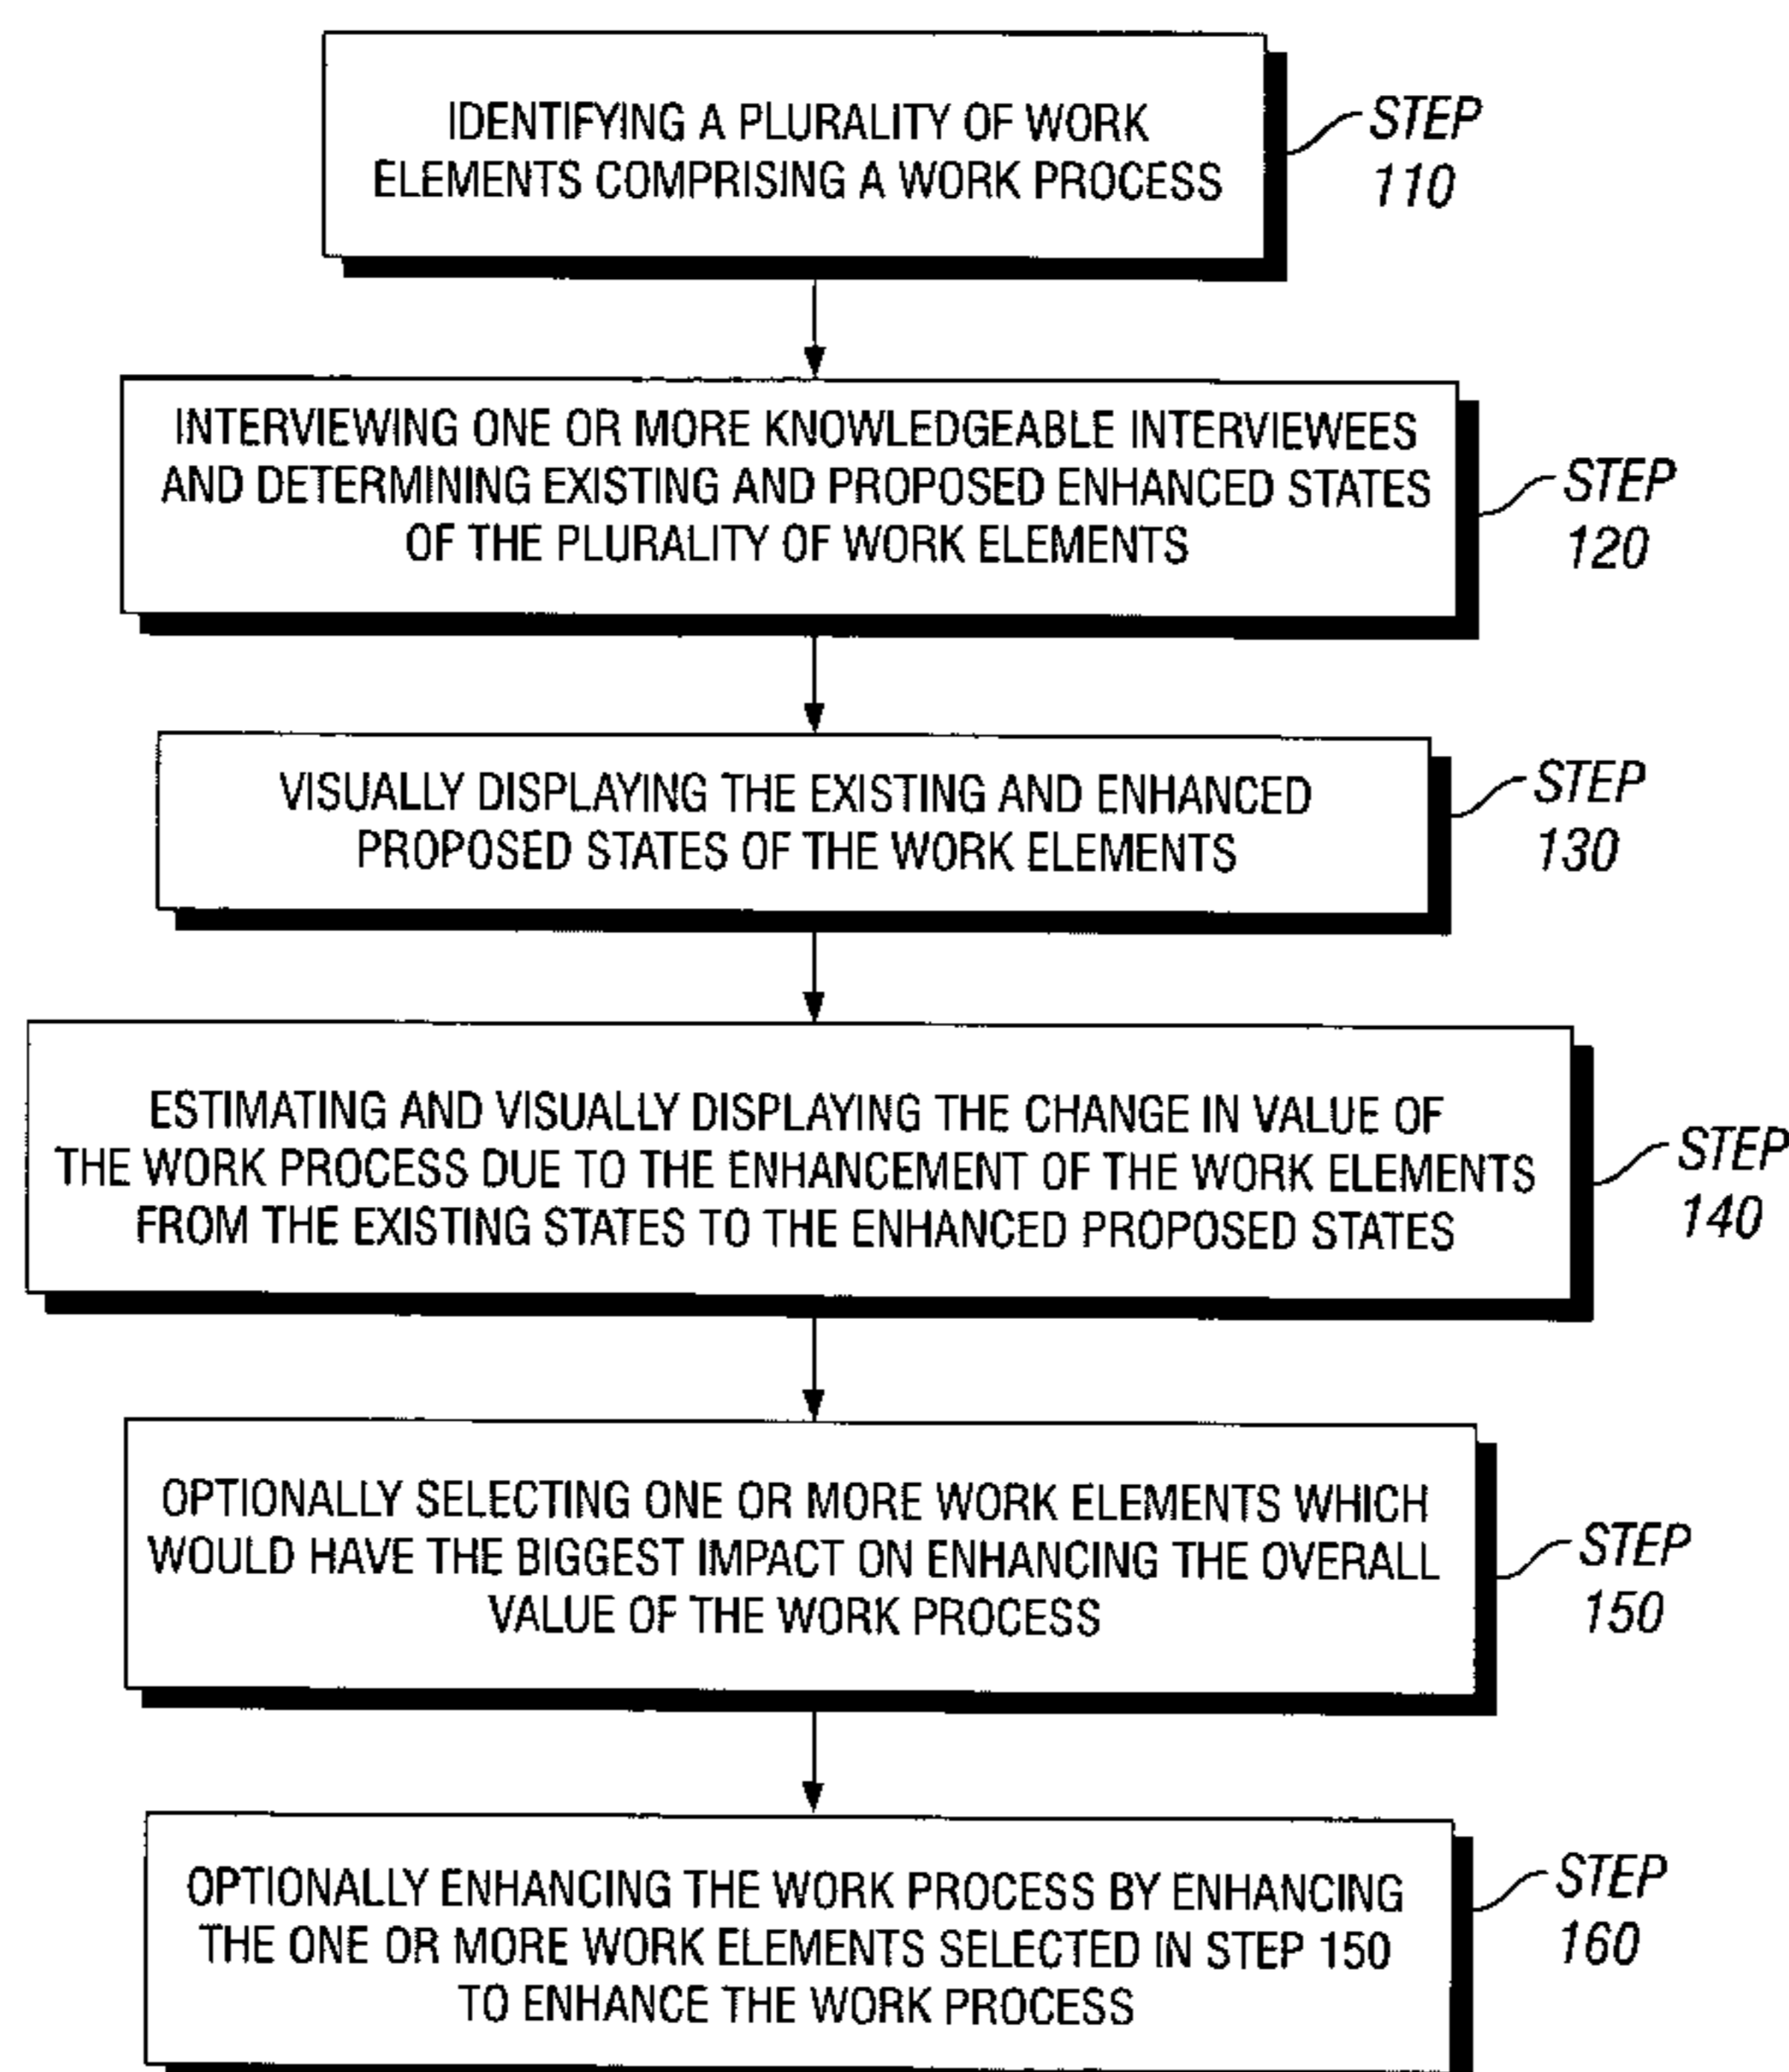 IDENTIFYING A PLURALITY OF WORK
ELEMENTS COMPRISING A WORK PROCESS
STEP
110
INTERVIEWING ONE OR MORE KNOWLEDGEABLE INTERVIEWEES
AND DETERMINING EXISTING AND PROPOSED ENHANCED STATES
OF THE PLURALITY OF WORK ELEMENTS
STEP
120
VISUALLY DISPLAYING THE EXISTING AND ENHANCED
PROPOSED STATES OF THE WORK ELEMENTS
STEP
130
ESTIMATING AND VISUALLY DISPLAYING THE CHANGE IN VALUE OF
THE WORK PROCESS DUE TO THE ENHANCEMENT OF THE WORK ELEMENTS
FROM THE EXISTING STATES TO THE ENHANCED PROPOSED STATES
STEP
140
OPTIONALLY SELECTING ONE OR MORE WORK ELEMENTS WHICH
WOULD HAVE THE BIGGEST IMPACT ON ENHANCING THE OVERALL
VALUE OF THE WORK PROCESS
STEP
150
OPTIONALLY ENHANCING THE WORK PROCESS BY ENHANCING
THE ONE OR MORE WORK ELEMENTS SELECTED IN STEP 150
TO ENHANCE THE WORK PROCESS
STEP
160